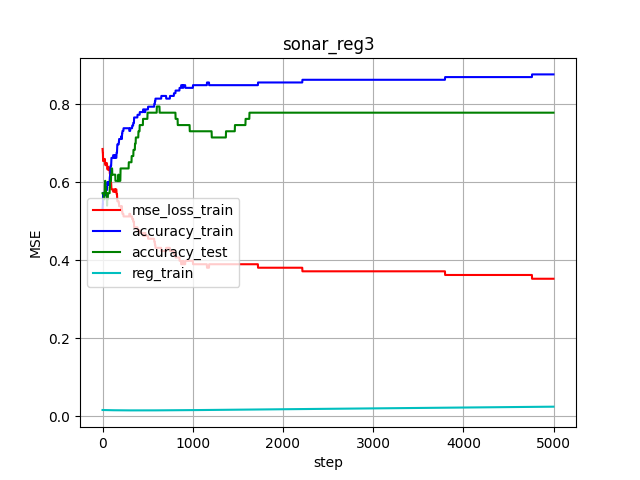 sonar_reg3
MSE
0.8
0.6
0.4
0.2
0.0
mse_loss_train
accuracy_train
accuracy_test
reg_train
0 1000 2000 3000 4000 5000
step